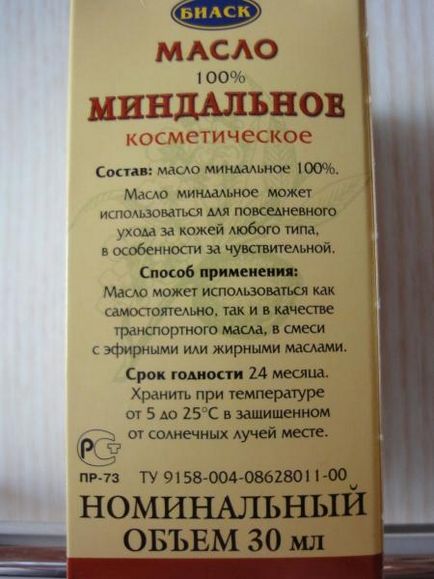 БИАСК
МАСЛО
100%
МИНДАЛЬНОЕ
косметическое
Состав: масло миндальное 100%.
Масло миндальное может
использоваться для повседневного
ухода за кожей любого типа,
в особенности за чувствительной.
Способ применения:
Масло может использоваться как
самостоятельно, так и в качестве
транспортного масла, в смеси
с эфирными или жирными маслами.
Срок годности 24 месяца.
Хранить при температуре
от 5 до 25°С в защищенном
от солнечных лучей месте.
РСТ
ПР-73 ТУ 9158-004-08628011-00
НОМИНАЛЬНЫЙ
ОБЪЕМ 30 мл